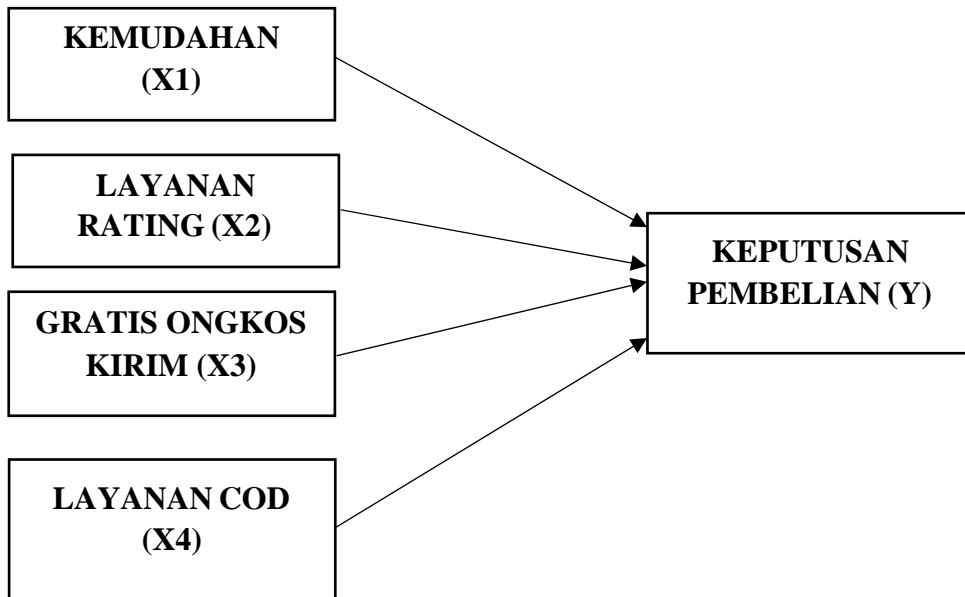 KEMUDAHAN
(X1)
LAYANAN
RATING (X2)
GRATIS ONGKOS
KIRIM (X3)
LAYANAN COD
(X4)
KEPUTUSAN
PEMBELIAN (Y)